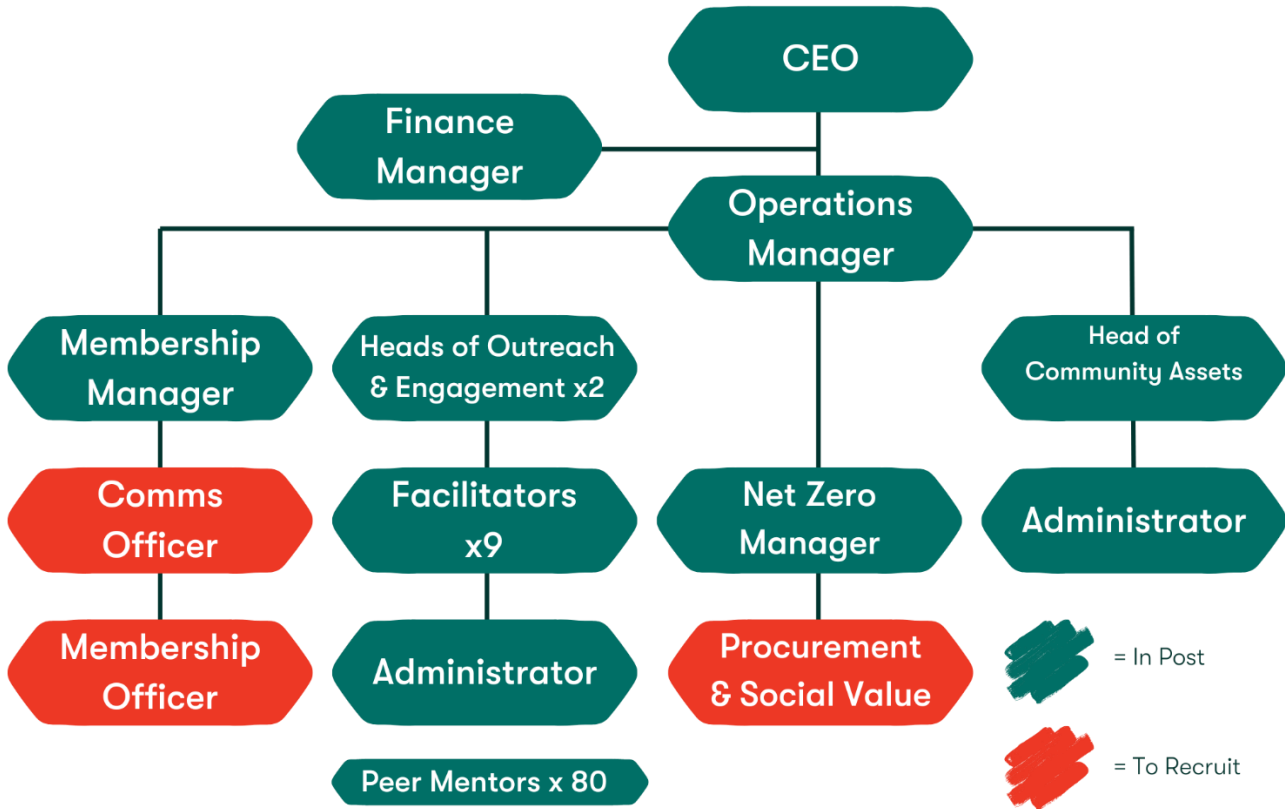 CEO
Finance
Manager
Operations
Manager
Membership
Manager
Heads of Outreach
& Engagement x2
Head of
Community Assets
Comms
Officer
Facilitators
x9
Net Zero
Manager
Administrator
Membership
Officer
Administrator
Procurement
& Social Value
= In Post
Peer Mentors x 80
= To Recruit